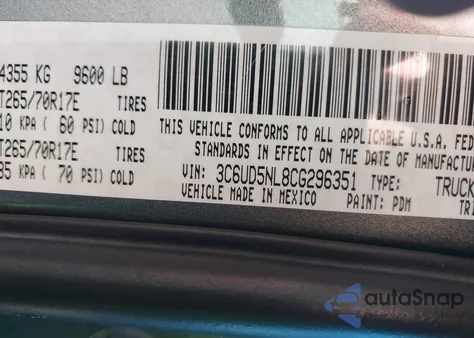 4355 KG 9600 LB
T265/70R17E TIRES
10 KPA ( 60 PSI) COLD
T265/70R17E TIRES
85 KPA ( 70 PSI) COLD
THIS VEHICLE CONFORMS TO ALL APPLICABLE U.S.A. FED
STANDARDS IN EFFECT ON THE DATE OF MANUFACTUR
VIN: 3C6UD5NL8CG296351 TYPE: TRUCK
VEHICLE MADE IN MEXICO PAINT: PDM TRI
autoSnap